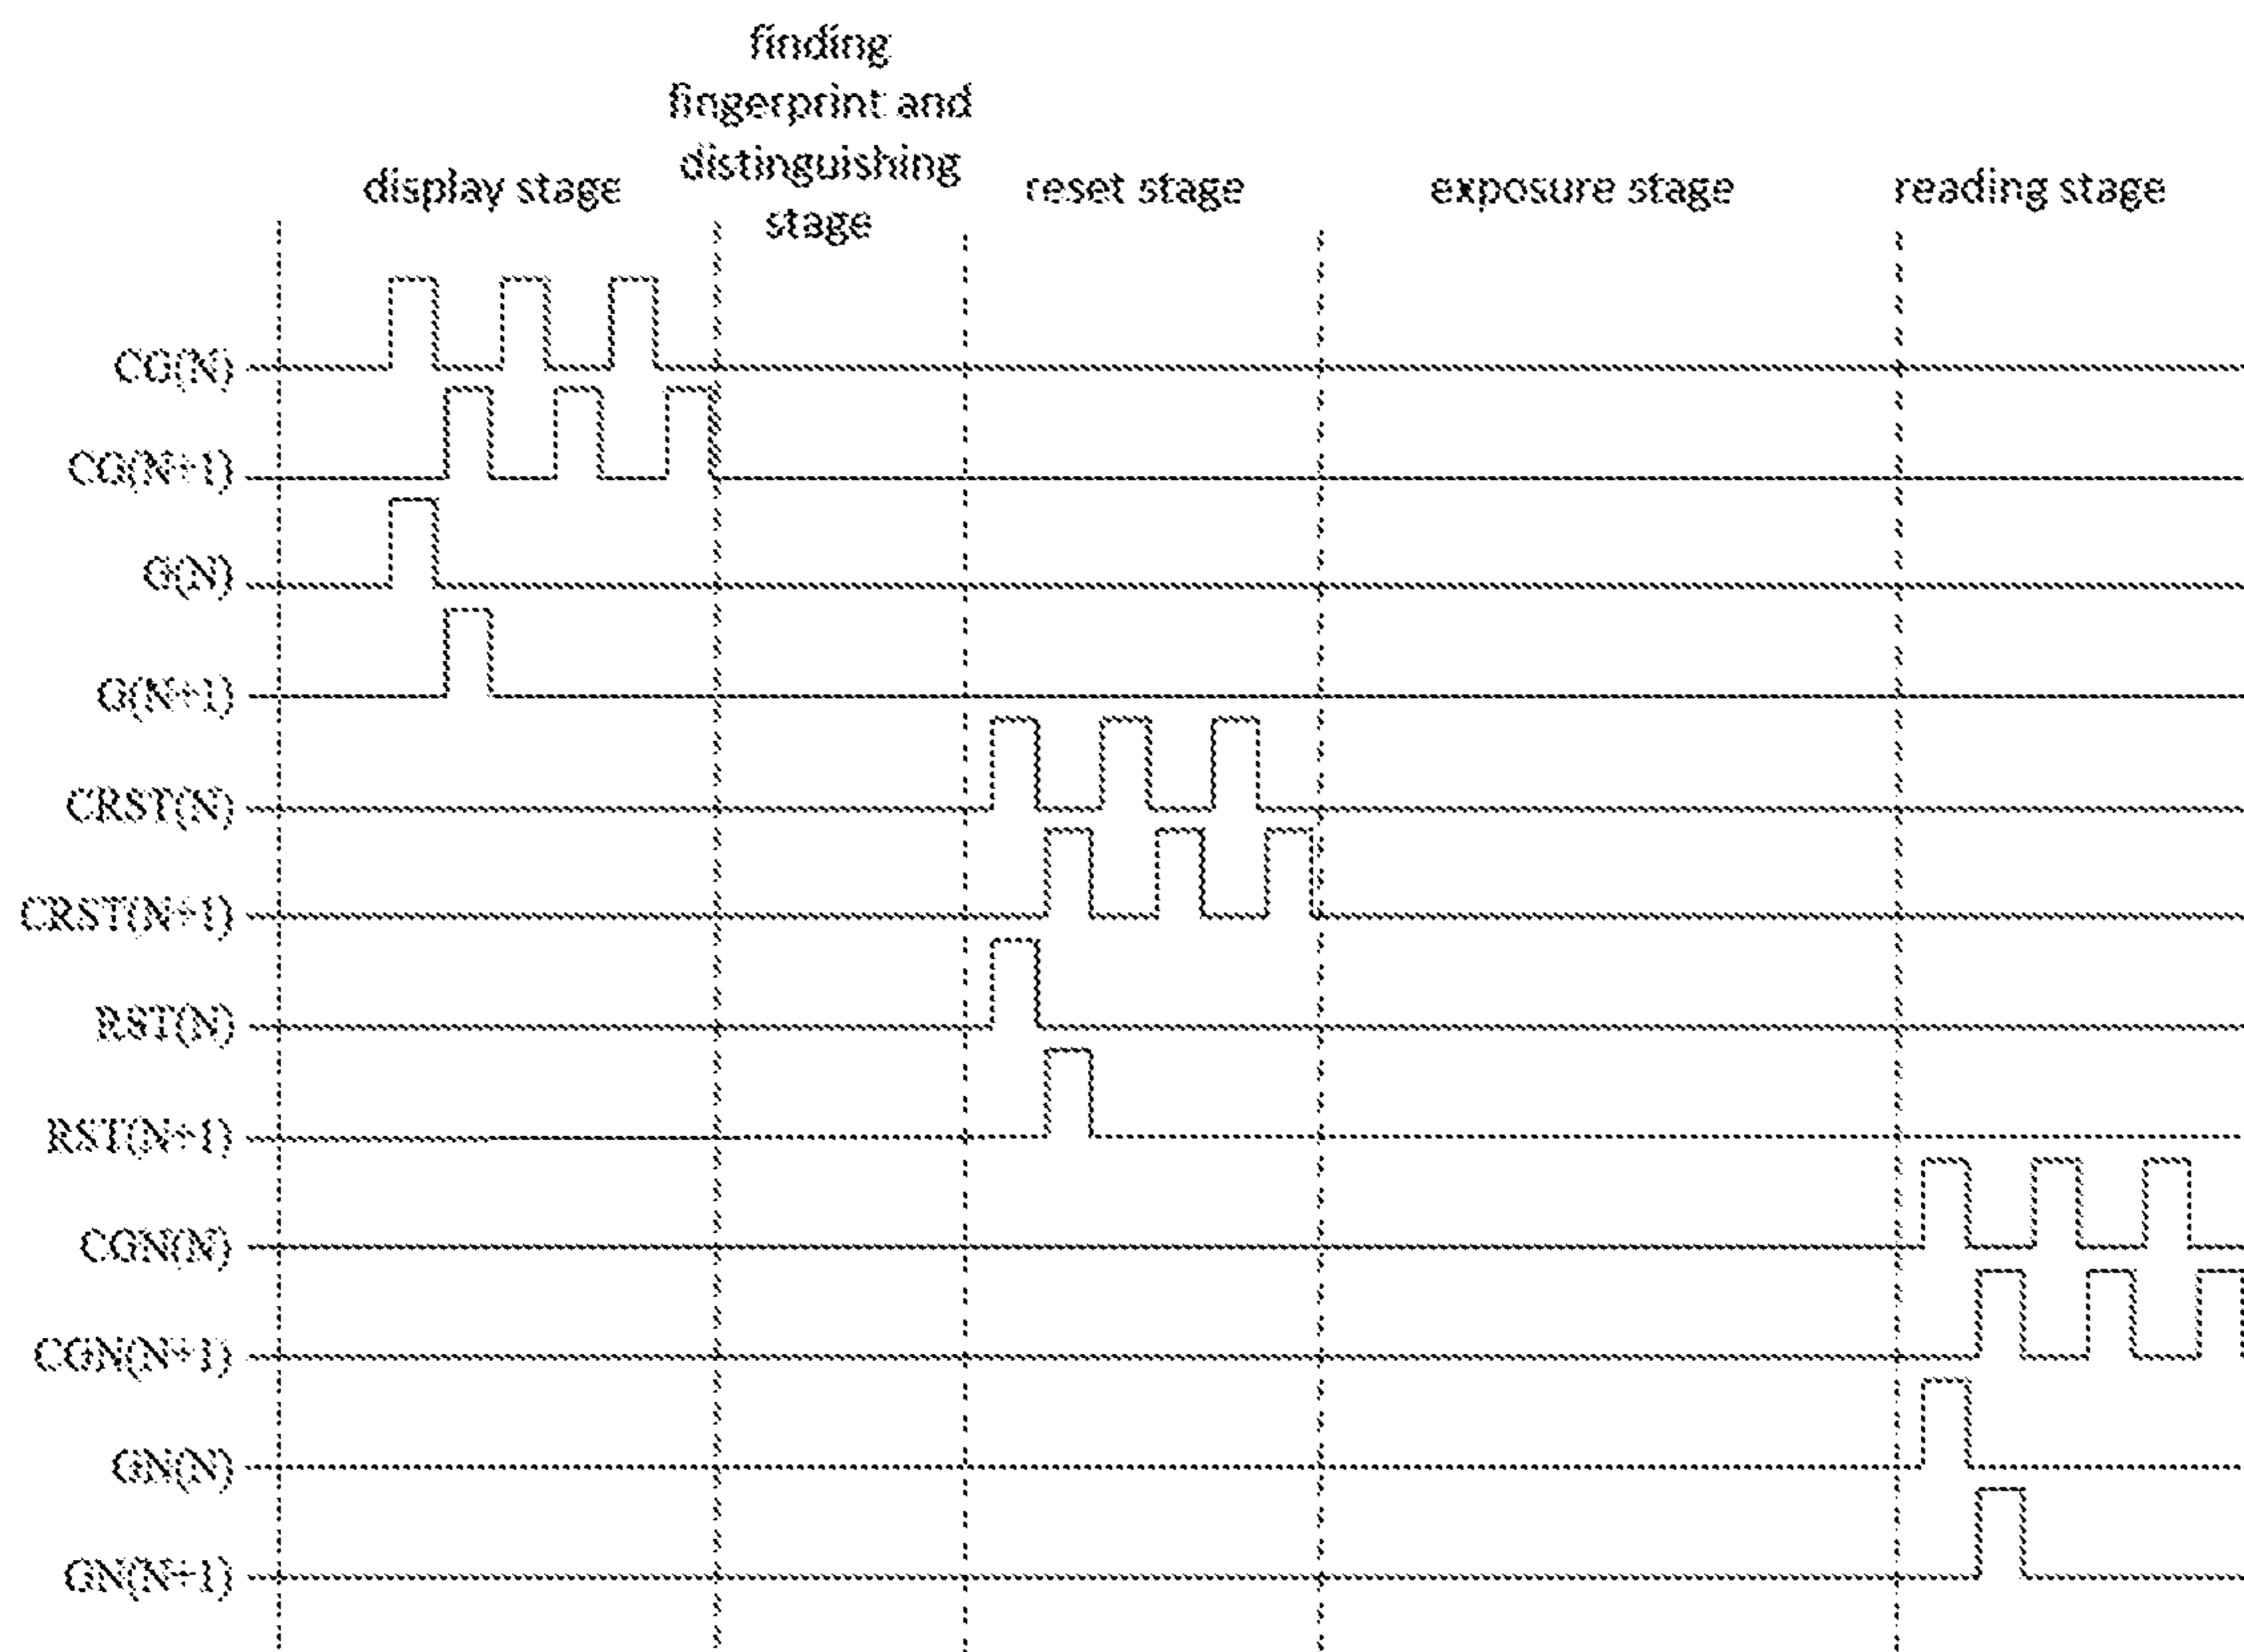 finding
fingerprint and
distinguishing
stage
display stage
reset stage
exposure stage
reading stage
CG(N)
CG(N+1)
G(N)
G(N+1)
CRST(N)
CRST(N+1)
RST(N)
RST(N+1)
CGN(N)
CGN(N+1)
GN(N)
GN(N+1)